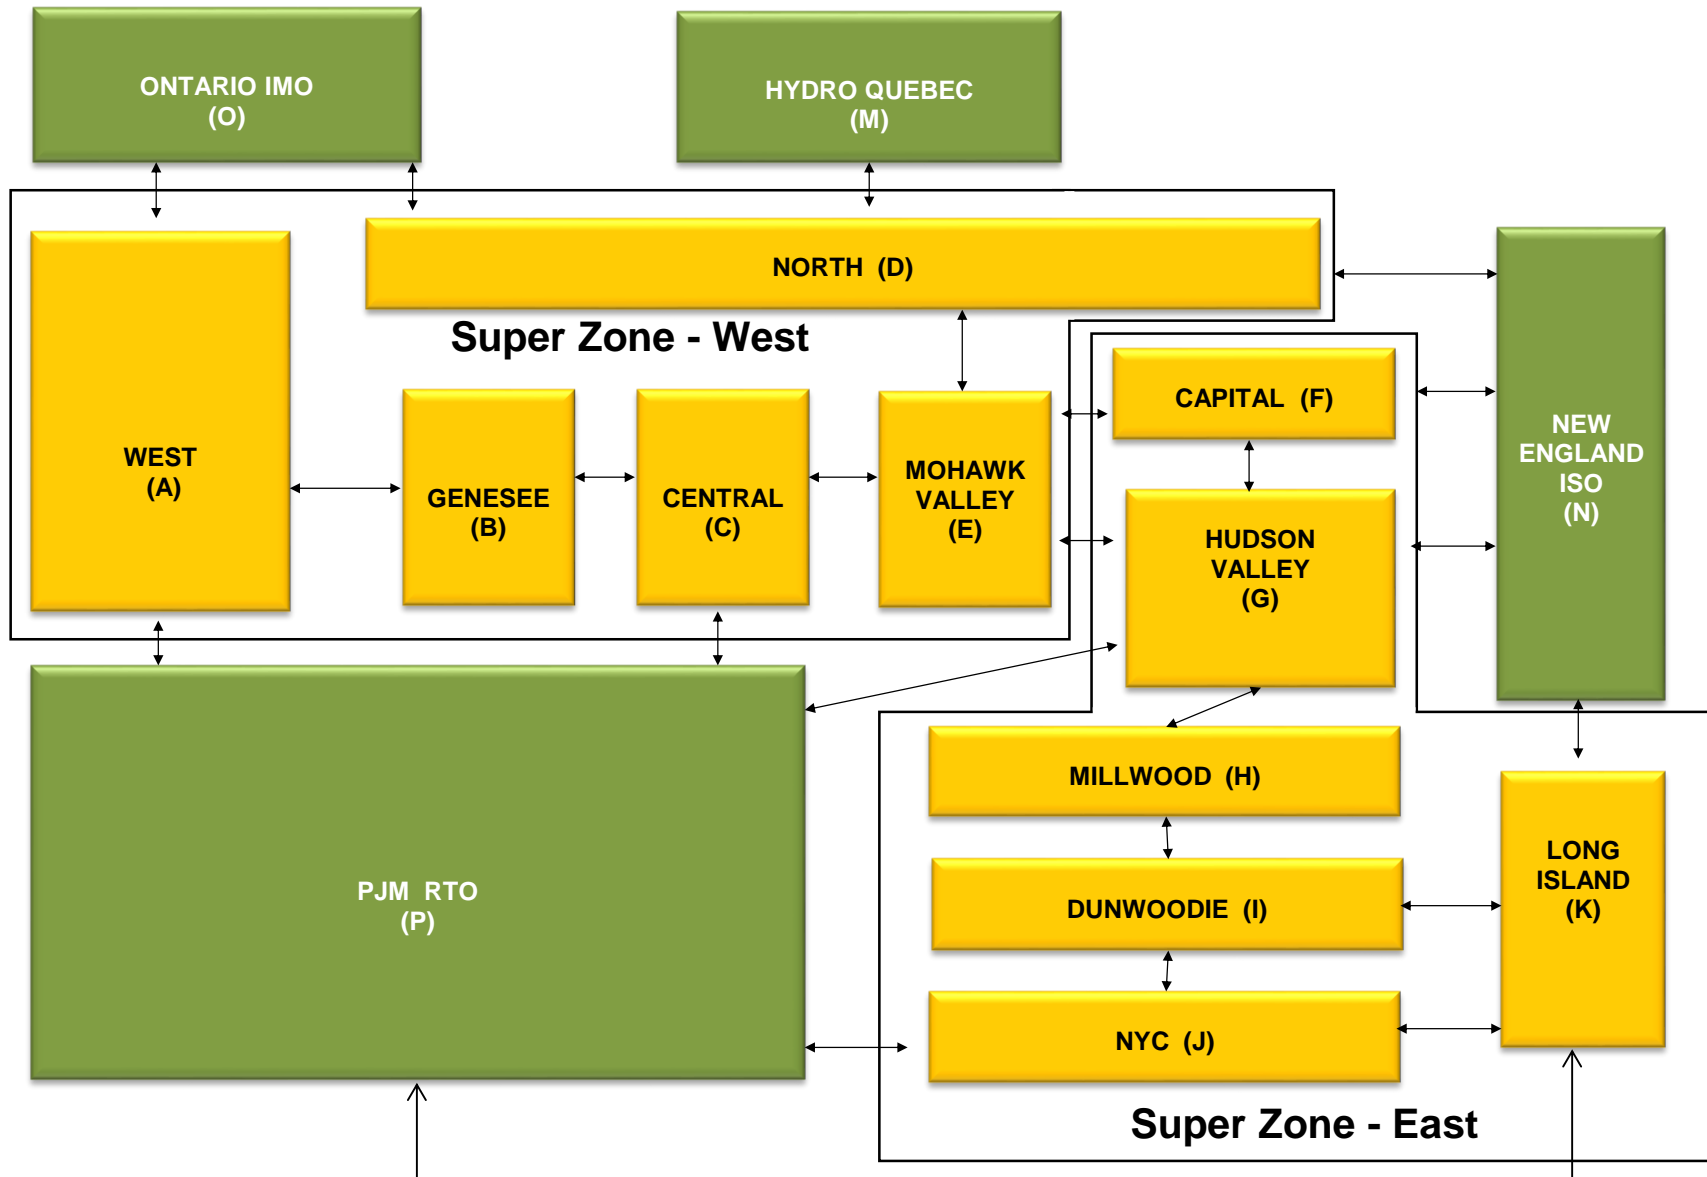 ONTARIO IMO
(O)
HYDRO QUEBEC
(M)
NORTH (D)
Super Zone - West
WEST
(A)
GENESEE
(B)
CENTRAL
(C)
MOHAWK
VALLEY
(E)
CAPITAL (F)
HUDSON
VALLEY
(G)
NEW
ENGLAND
ISO
(N)
PJM RTO
(P)
MILLWOOD (H)
DUNWOODIE (I)
NYC (J)
LONG
ISLAND
(K)
Super Zone - East